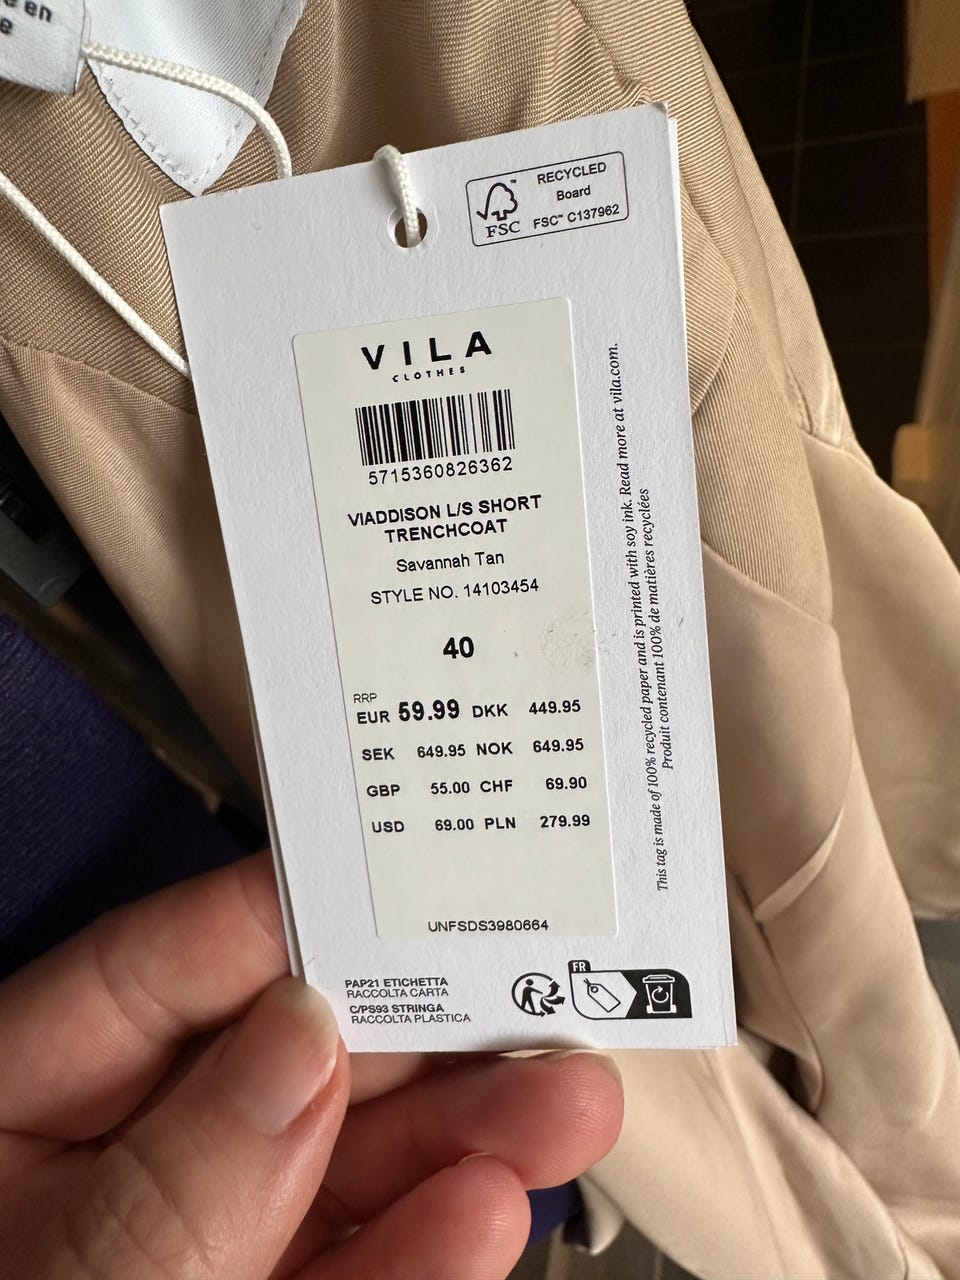 en
RECYCLED
Board
FSC™ C137962
FSC
VILA
CLOTHES
5715360826362
VIADDISON L/S SHORT
TRENCHCOAT
Savannah Tan
STYLE NO. 14103454
40
RRP
EUR 59.99 DKK 449.95
SEK 649.95 NOK 649.95
GBP 55.00 CHF 69.90
USD 69.00 PLN 279.99
UNFSDS3980664
This tag is made of 100% recycled paper and is printed with soy ink. Read more at vila.com.
Produit contenant 100% de matières recyclées
PAP21 ETICHETTA
RACCOLTA CARTA
C/PS93 STRINGA
RACCOLTA PLASTICA
FR